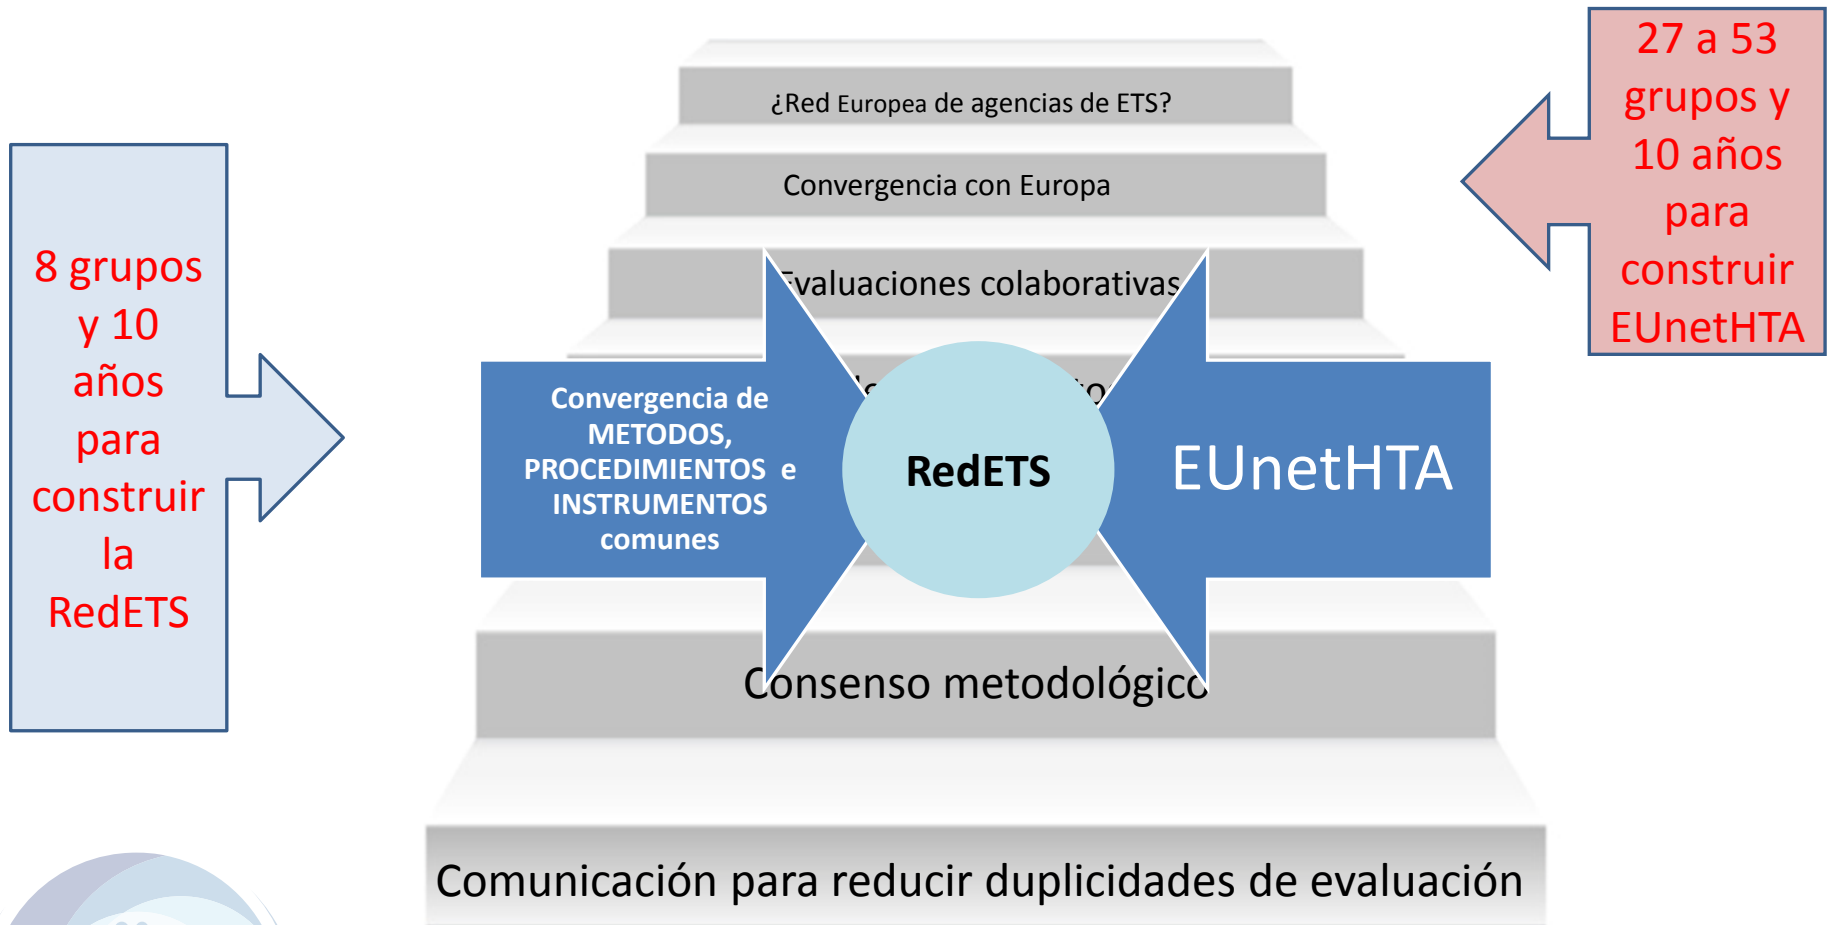 ¿Red Europea de agencias de ETS?
Convergencia con Europa
Evaluaciones colaborativas
Convergencia de
METODOS,
PROCEDIMIENTOS e
INSTRUMENTOS
comunes
RedETS
EUnetHTA
Consenso metodológico
Comunicación para reducir duplicidades de evaluación
8 grupos
y 10
años
para
construir
la
RedETS
27 a 53
grupos y
10 años
para
construir
EUnetHTA